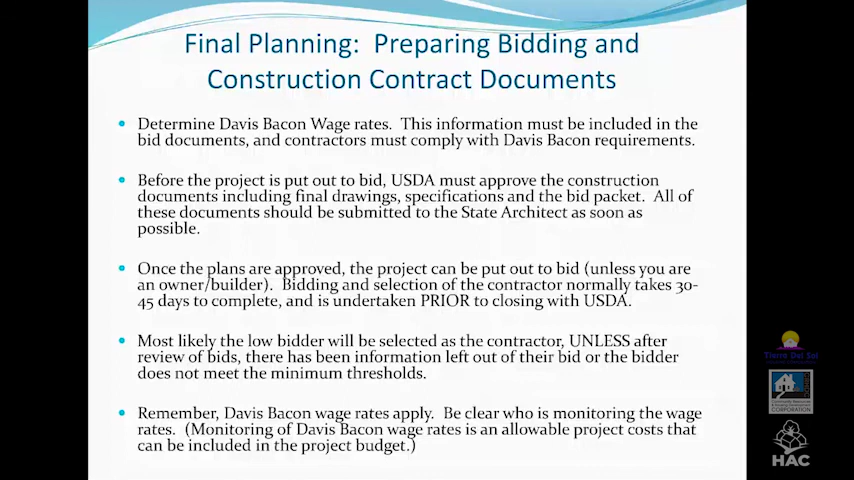 Final Planning:  Preparing Bidding and
Construction Contract Documents
• Determine Davis Bacon Wage rates.  This information must be included in the
bid documents, and contractors must comply with Davis Bacon requirements.
• Before the project is put out to bid, USDA must approve the construction
documents including final drawings, specifications and the bid packet.  All of
these documents should be submitted to the State Architect as soon as
possible.
• Once the plans are approved, the project can be put out to bid (unless you are
an owner/builder).  Bidding and selection of the contractor normally takes 30-
45 days to complete, and is undertaken PRIOR to closing with USDA.
• Most likely the low bidder will be selected as the contractor, UNLESS after
review of bids, there has been information left out of their bid or the bidder
does not meet the minimum thresholds.
• Remember, Davis Bacon wage rates apply.  Be clear who is monitoring the wage
rates.  (Monitoring of Davis Bacon wage rates is an allowable project costs that
can be included in the project budget.)
Tierra Del Sol
CORPORATION
HAC